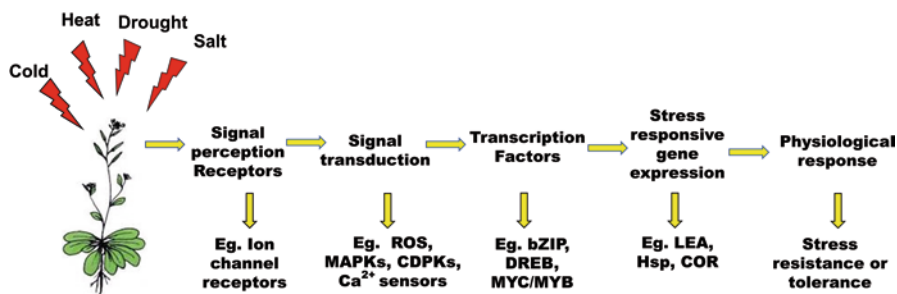 Cold
Heat
Drought
Salt
Signal
perception
Receptors
Signal
transduction
Transcription
Factors
Stress
responsive
gene
expression
Physiological
response
Eg. Ion
channel
receptors
Eg. ROS,
MAPKs, CDPKs,
Ca²⁺ sensors
Eg. bZIP,
DREB,
MYC/MYB
Eg. LEA,
Hsp, COR
Stress
resistance or
tolerance